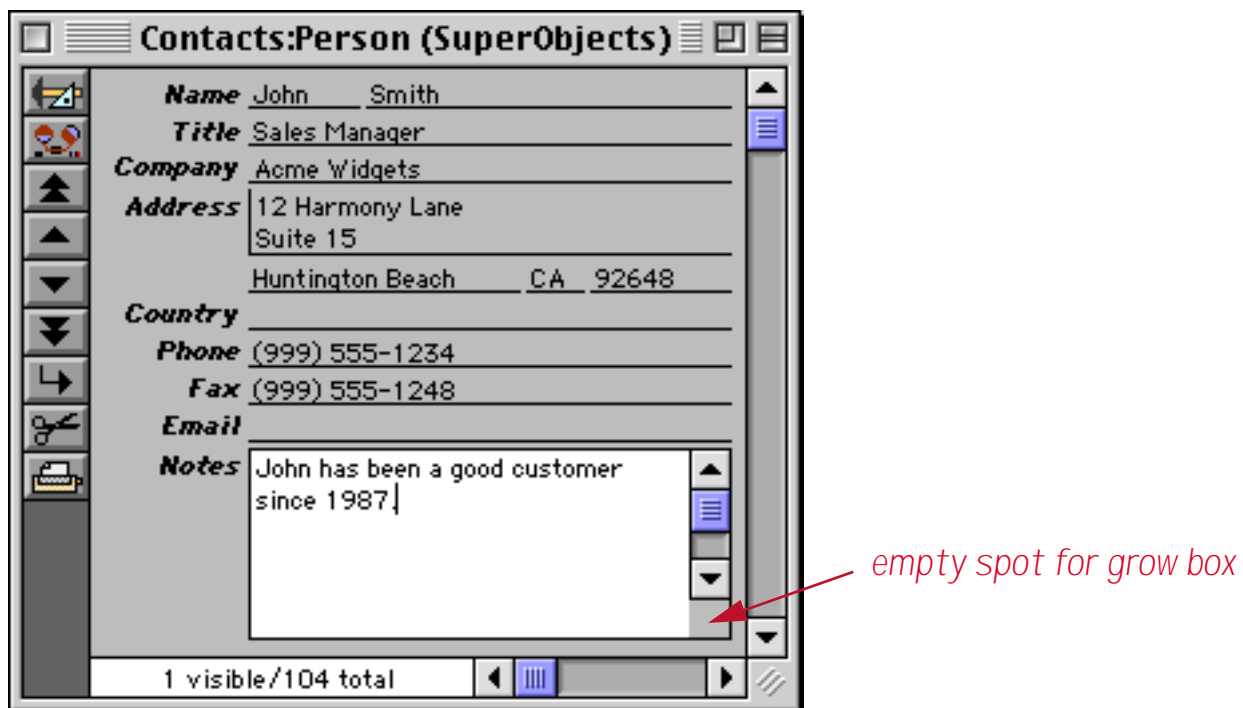 Contacts:Person (SuperObjects)
Name John Smith
Title Sales Manager
Company Acme Widgets
Address 12 Harmony Lane
Suite 15
Huntington Beach CA 92648
Country
Phone (999) 555-1234
Fax (999) 555-1248
Email
Notes John has been a good customer
since 1987.
empty spot for grow box
1 visible/104 total